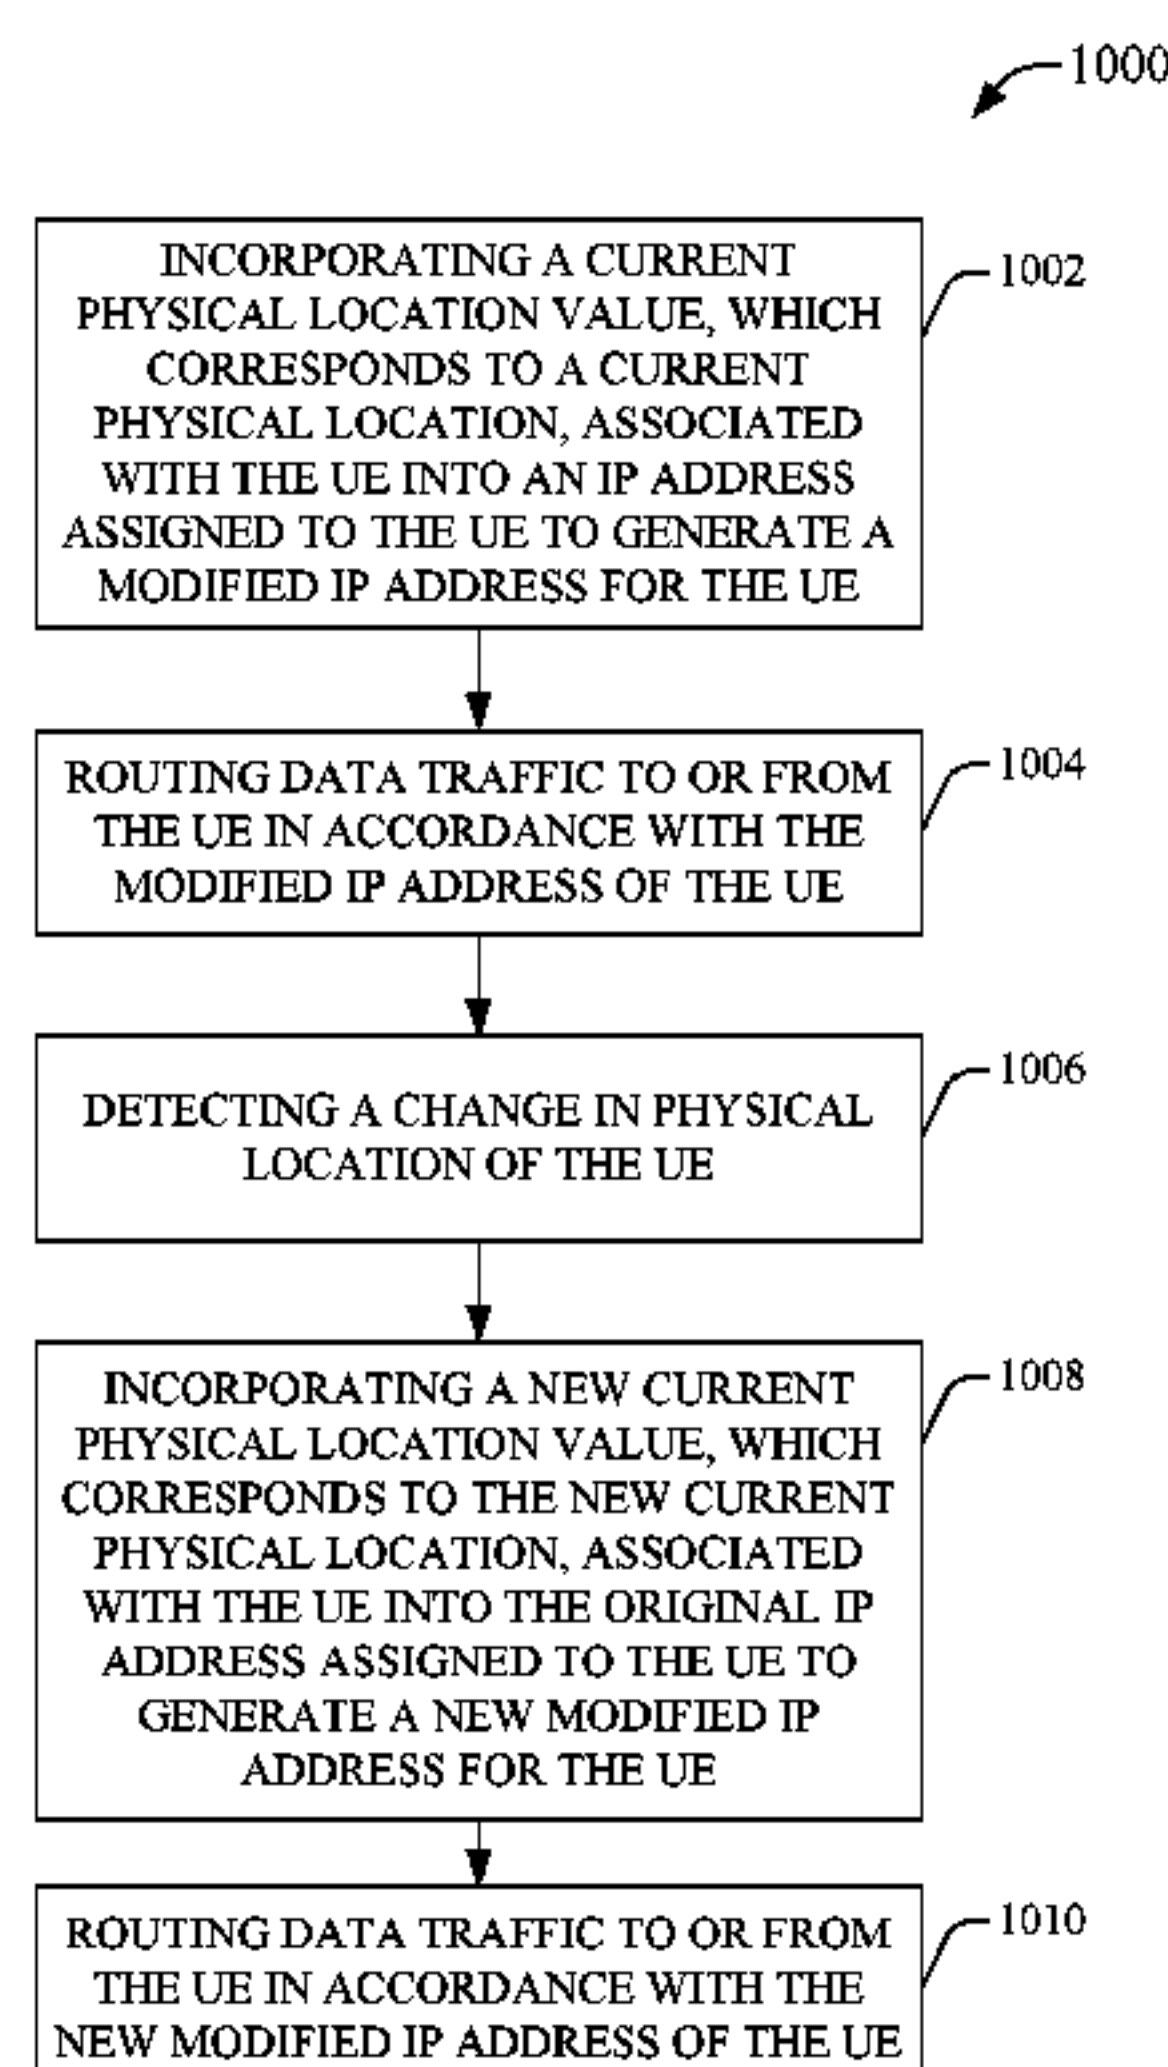 1000
INCORPORATING A CURRENT
PHYSICAL LOCATION VALUE, WHICH
CORRESPONDS TO A CURRENT
PHYSICAL LOCATION, ASSOCIATED
WITH THE UE INTO AN IP ADDRESS
ASSIGNED TO THE UE TO GENERATE A
MODIFIED IP ADDRESS FOR THE UE
1002
ROUTING DATA TRAFFIC TO OR FROM
THE UE IN ACCORDANCE WITH THE
MODIFIED IP ADDRESS OF THE UE
1004
DETECTING A CHANGE IN PHYSICAL
LOCATION OF THE UE
1006
INCORPORATING A NEW CURRENT
PHYSICAL LOCATION VALUE, WHICH
CORRESPONDS TO THE NEW CURRENT
PHYSICAL LOCATION, ASSOCIATED
WITH THE UE INTO THE ORIGINAL IP
ADDRESS ASSIGNED TO THE UE TO
GENERATE A NEW MODIFIED IP
ADDRESS FOR THE UE
1008
ROUTING DATA TRAFFIC TO OR FROM
THE UE IN ACCORDANCE WITH THE
NEW MODIFIED IP ADDRESS OF THE UE
1010